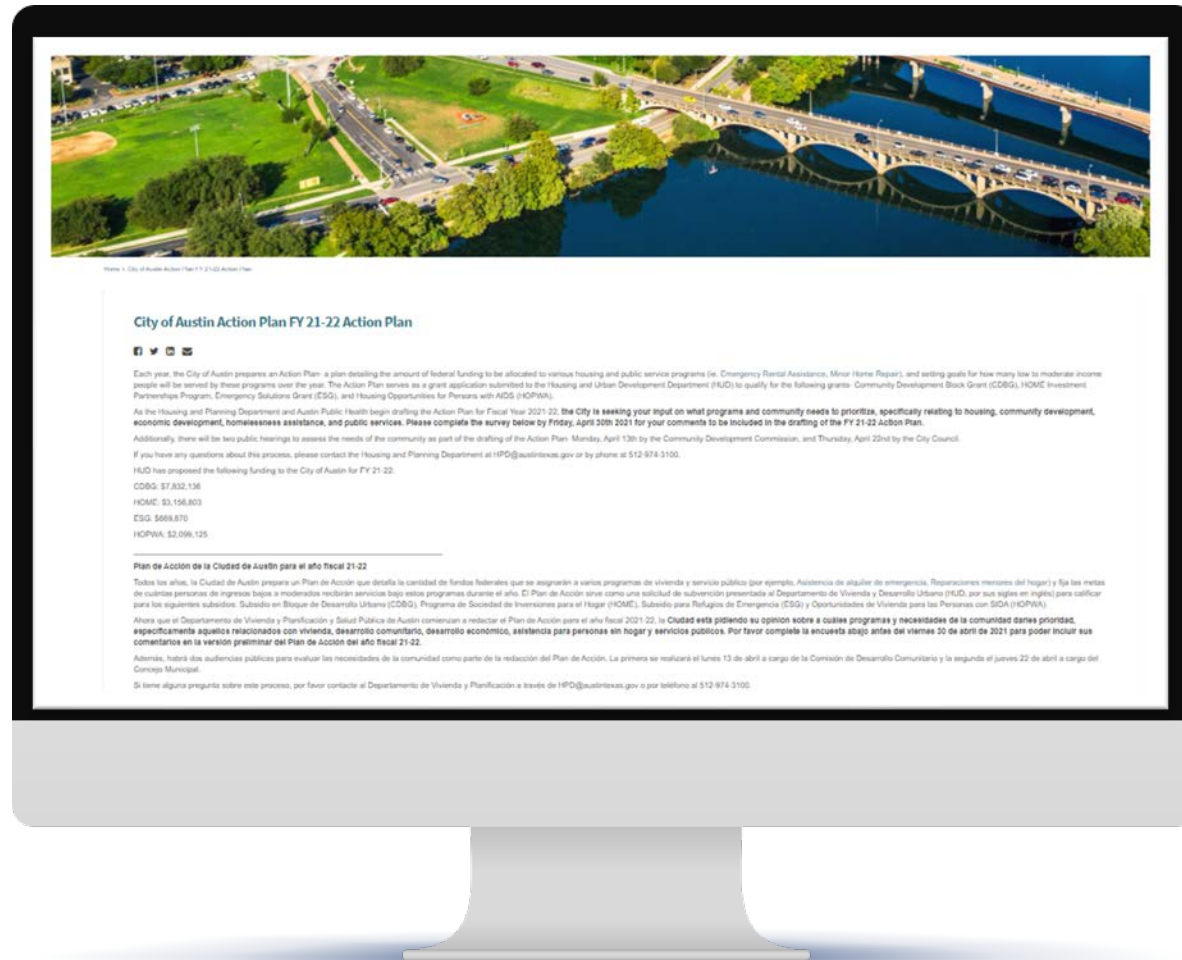 Home » City of Austin Action Plan FY 21-22 Action Plan
City of Austin Action Plan FY 21-22 Action Plan
Each year, the City of Austin prepares an Action Plan- a plan detailing the amount of federal funding to be allocated to various housing and public service programs (ie. Emergency Rental Assistance, Minor Home Repair), and setting goals for how many low to moderate income
people will be served by these programs over the year. The Action Plan serves as a grant application submitted to the Housing and Urban Development Department (HUD) to qualify for the following grants- Community Development Block Grant (CDBG), HOME Investment
Partnerships Program, Emergency Solutions Grant (ESG), and Housing Opportunities for Persons with AIDS (HOPWA).
As the Housing and Planning Department and Austin Public Health begin drafting the Action Plan for Fiscal Year 2021-22, the City is seeking your input on what programs and community needs to prioritize, specifically relating to housing, community development,
economic development, homelessness assistance, and public services. Please complete the survey below by Friday, April 30th 2021 for your comments to be included in the drafting of the FY 21-22 Action Plan.
Additionally, there will be two public hearings to assess the needs of the community as part of the drafting of the Action Plan- Monday, April 13th by the Community Development Commission, and Thursday, April 22nd by the City Council.
If you have any questions about this process, please contact the Housing and Planning Department at HPD@austintexas.gov or by phone at 512-974-3100.
HUD has proposed the following funding to the City of Austin for FY 21-22:
CDBG: $7,832,136
HOME: $3,156,803
ESG: $669,870
HOPWA: $2,099,125
Plan de Acción de la Ciudad de Austin para el año fiscal 21-22
Todos los años, la Ciudad de Austin prepara un Plan de Acción que detalla la cantidad de fondos federales que se asignarán a varios programas de vivienda y servicio público (por ejemplo, Asistencia de alquiler de emergencia, Reparaciones menores del hogar) y fija las metas
de cuántas personas de ingresos bajos a moderados recibirán servicios bajo estos programas durante el año. El Plan de Acción sirve como una solicitud de subvención presentada al Departamento de Vivienda y Desarrollo Urbano (HUD, por sus siglas en inglés) para calificar
para los siguientes subsidios: Subsidio en Bloque de Desarrollo Urbano (CDBG), Programa de Sociedad de Inversiones para el Hogar (HOME), Subsidio para Refugios de Emergencia (ESG) y Oportunidades de Vivienda para las Personas con SIDA (HOPWA).
Ahora que el Departamento de Vivienda y Planificación y Salud Pública de Austin comienzan a redactar el Plan de Acción para el año fiscal 2021-22, la Ciudad está pidiendo su opinión sobre a cuáles programas y necesidades de la comunidad darles prioridad,
específicamente aquellos relacionados con vivienda, desarrollo comunitario, desarrollo económico, asistencia para personas sin hogar y servicios públicos. Por favor complete la encuesta abajo antes del viernes 30 de abril de 2021 para poder incluir sus
comentarios en la versión preliminar del Plan de Acción del año fiscal 21-22.
Además, habrá dos audiencias públicas para evaluar las necesidades de la comunidad como parte de la redacción del Plan de Acción. La primera se realizará el lunes 13 de abril a cargo de la Comisión de Desarrollo Comunitario y la segunda el jueves 22 de abril a cargo del
Concejo Municipal.
Si tiene alguna pregunta sobre este proceso, por favor contacte al Departamento de Vivienda y Planificación a través de HPD@austintexas.gov o por teléfono al 512-974-3100.